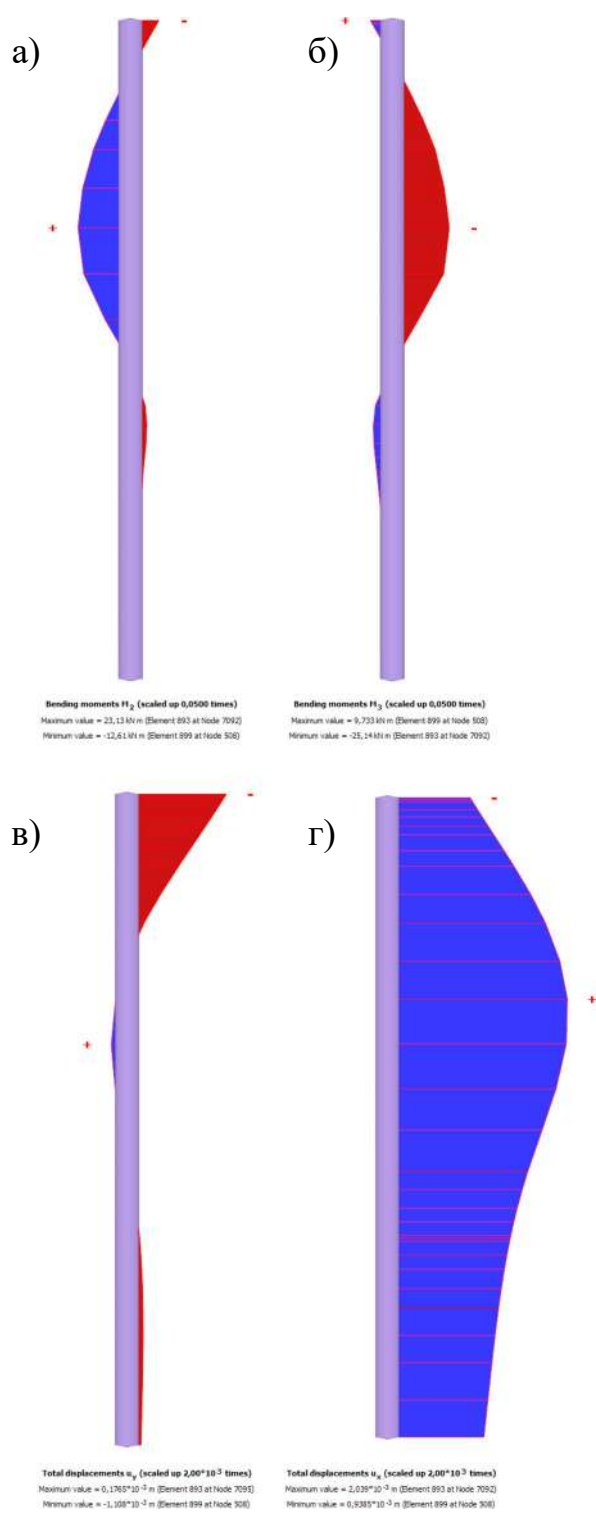 а)
-
б)
+
+
-
Bending moments M2 (scaled up 0,0500 times)
Maximum value = 23,13 kN m (Element 893 at Node 7092)
Minimum value = -12,61 kN m (Element 899 at Node 508)
Bending moments M3 (scaled up 0,0500 times)
Maximum value = 9,733 kN m (Element 899 at Node 508)
Minimum value = -25,14 kN m (Element 893 at Node 7092)
в)
-
г)
-
+
+
Total displacements uy (scaled up 2,00*10^3 times)
Maximum value = 0,1765*10^-3 m (Element 893 at Node 7095)
Minimum value = -1,108*10^-3 m (Element 899 at Node 508)
Total displacements ux (scaled up 2,00*10^3 times)
Maximum value = 2,039*10^-3 m (Element 893 at Node 7092)
Minimum value = 0,9385*10^-3 m (Element 899 at Node 508)